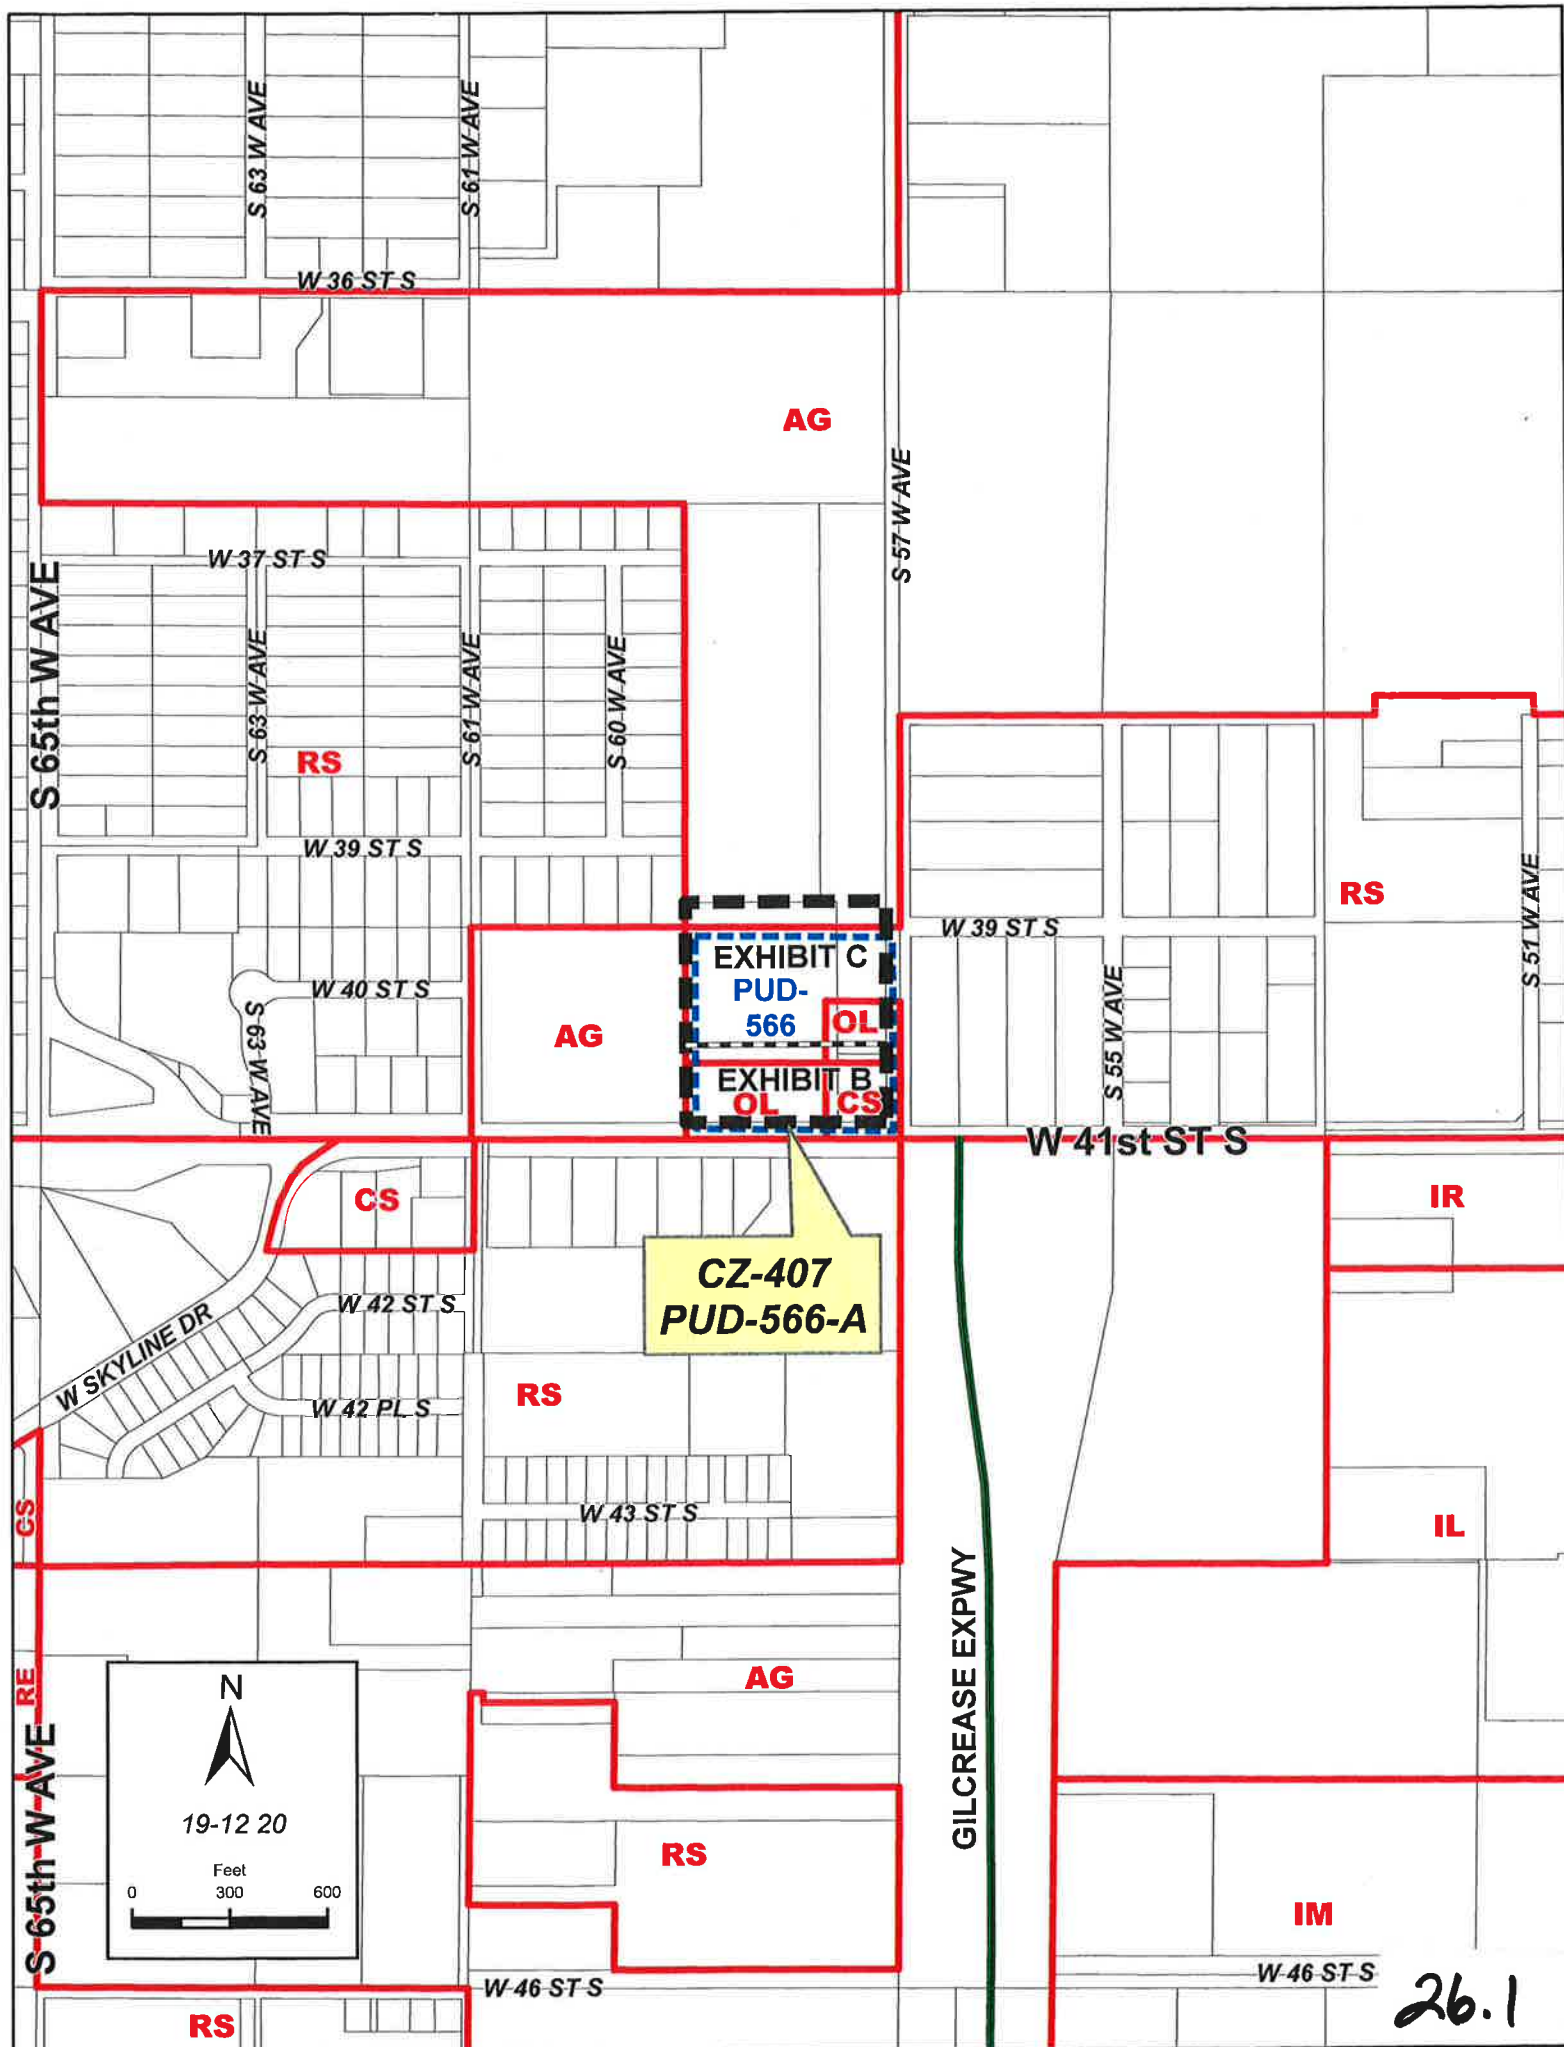 S 63 W AVE
S 61 W AVE
W 36 ST S
AG
S 57 W AVE
W 37 ST S
S 65th W AVE
S 63 W AVE
S 61 W AVE
S 60 W AVE
RS
W 39 ST S
RS
S 51 W AVE
W 39 ST S
EXHIBIT C
PUD-
566
OL
W 40 ST S
S 63 W AVE
AG
S 55 W AVE
EXHIBIT B
OL
CS
W 41st ST S
CS
IR
CZ-407
PUD-566-A
W 42 ST S
W SKYLINE DR
W 42 PL S
RS
CS
W 43 ST S
IL
GILCREASE EXPWY
RE
AG
S 65th W AVE
N
19-12 20
Feet
0 300 600
RS
IM
W 46 ST S
W 46 ST S
RS
26.1